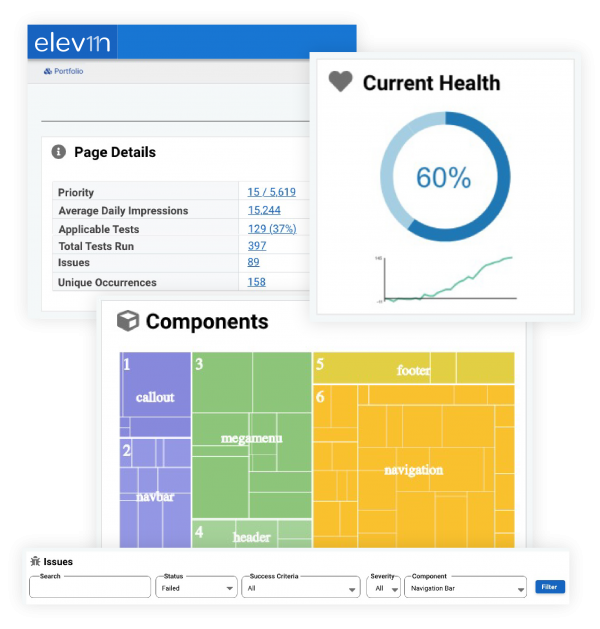 elev11n
Portfolio
Page Details
Priority 15 / 5,619
Average Daily Impressions 15,244
Applicable Tests 129 (37%)
Total Tests Run 397
Issues 89
Unique Occurrences 158
Current Health
60%
Components
1
callout
2
navbar
3
megamenu
4
header
5
footer
6
navigation
Issues
Search
Status
Failed
Success Criteria
All
Severity
All
Component
Navigation Bar
Filter